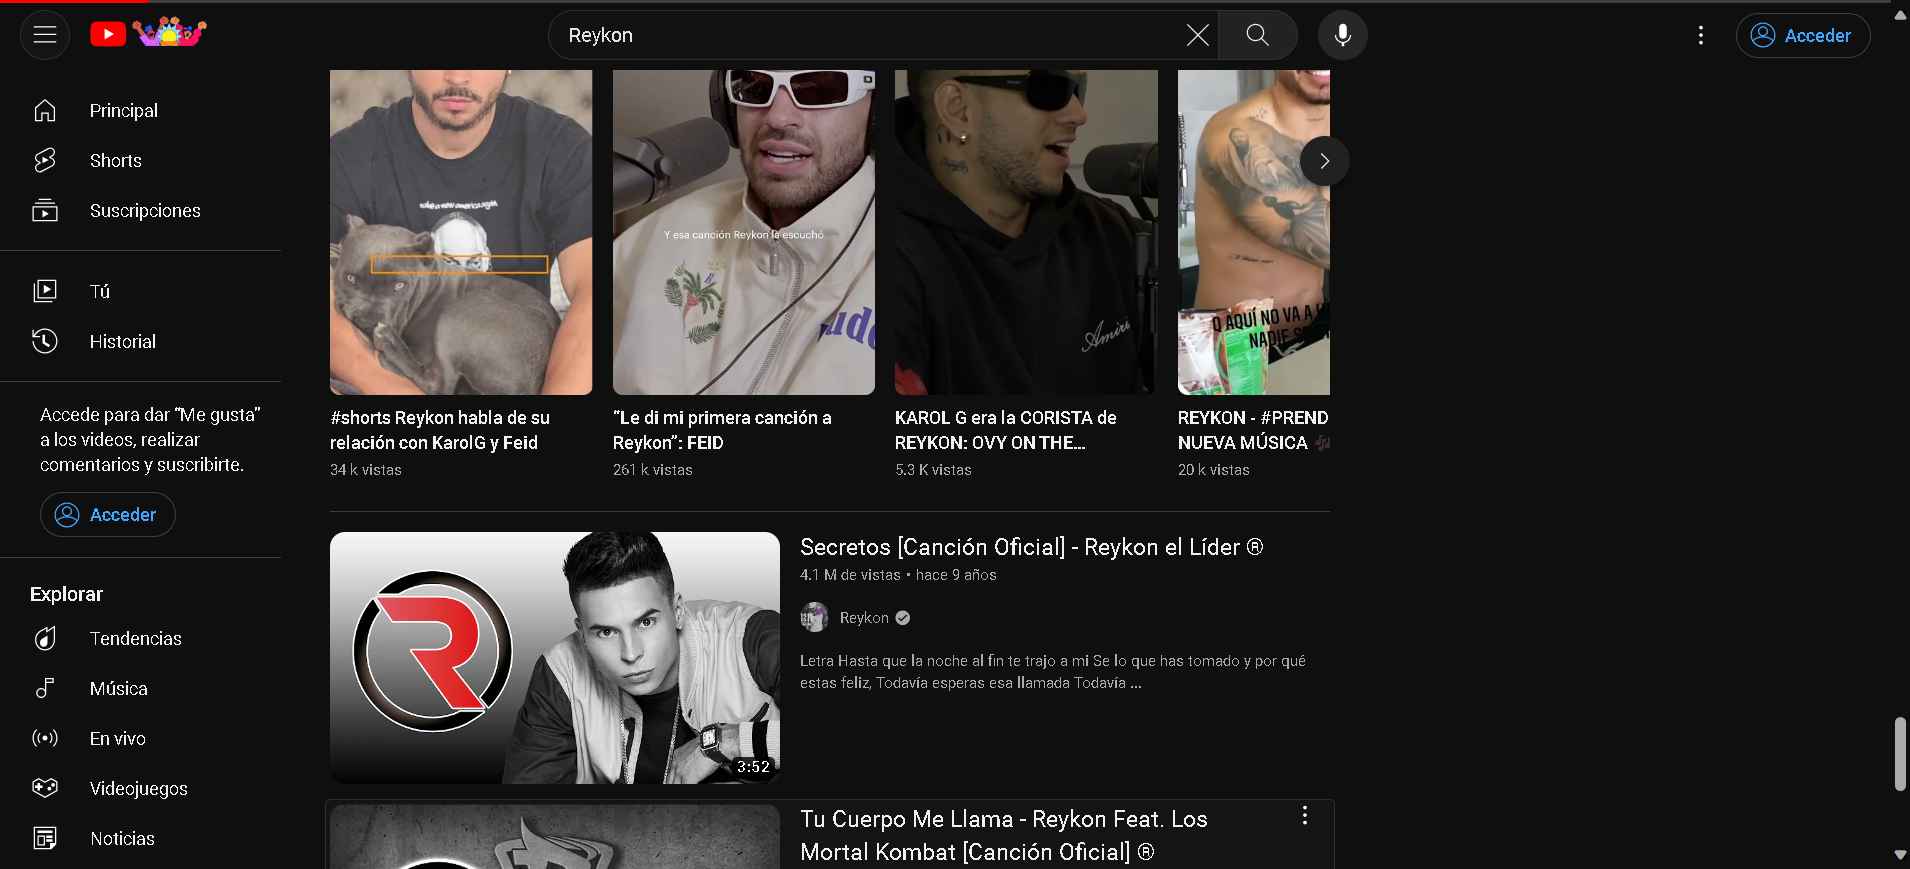 Reykon
Acceder
Principal
Shorts
Suscripciones
Tú
Historial
Accede para dar “Me gusta”
a los videos, realizar
comentarios y suscribirte.
Acceder
Explorar
Tendencias
Música
En vivo
Videojuegos
Noticias
make a new america again
Y esa canción Reykon la escuchó
Amiri
Q AQUÍ NO VA A
NADIE
#shorts Reykon habla de su
relación con KarolG y Feid
34 k vistas
“Le di mi primera canción a
Reykon”: FEID
261 k vistas
KAROL G era la CORISTA de
REYKON: OVY ON THE...
5.3 K vistas
REYKON - #PREND
NUEVA MÚSICA 🎶
20 k vistas
R
3:52
Secretos [Canción Oficial] - Reykon el Líder ®
4.1 M de vistas • hace 9 años
Reykon
Letra Hasta que la noche al fin te trajo a mi Se lo que has tomado y por qué
estas feliz, Todavía esperas esa llamada Todavía ...
Tu Cuerpo Me Llama - Reykon Feat. Los
Mortal Kombat [Canción Oficial] ®